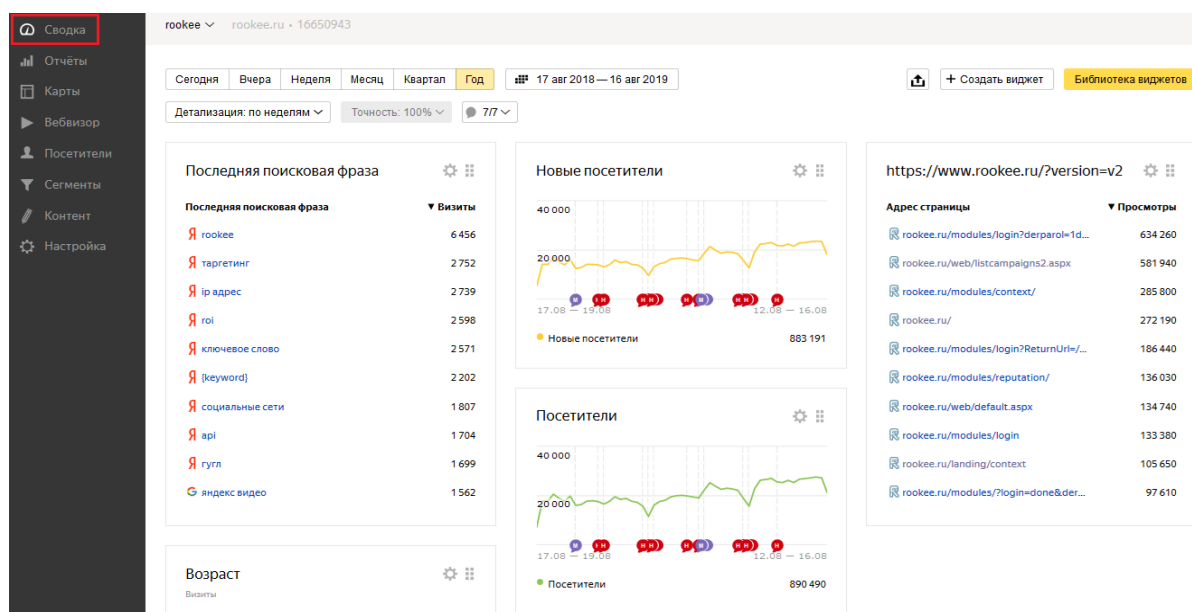 Сводка
Отчёты
Карты
Вебвизор
Посетители
Сегменты
Контент
Настройка
rookee rookee.ru • 16650943
Сегодня Вчера Неделя Месяц Квартал Год 17 авг 2018 — 16 авг 2019 + Создать виджет Библиотека виджетов
Детализация: по неделям Точность: 100% 7/7
Последняя поисковая фраза
Последняя поисковая фраза ▼ Визиты
rookee 6 456
таргетинг 2 752
ip адрес 2 739
roi 2 598
ключевое слово 2 571
{keyword} 2 202
социальные сети 1 807
api 1 704
гугл 1 699
яндекс видео 1 562
Возраст
Визиты
Новые посетители
40 000
20 000
17.08 — 19.08 12.08 — 16.08
Новые посетители 883 191
Посетители
40 000
20 000
17.08 — 19.08 12.08 — 16.08
Посетители 890 490
https://www.rookee.ru/?version=v2
Адрес страницы ▼ Просмотры
rookee.ru/modules/login?derparol=1d... 634 260
rookee.ru/web/listcampaigns2.aspx 581 940
rookee.ru/modules/context/ 285 800
rookee.ru/ 272 190
rookee.ru/modules/login?ReturnUrl=/... 186 440
rookee.ru/modules/reputation/ 136 030
rookee.ru/web/default.aspx 134 740
rookee.ru/modules/login 133 380
rookee.ru/landing/context 105 650
rookee.ru/modules/?login=done&der... 97 610